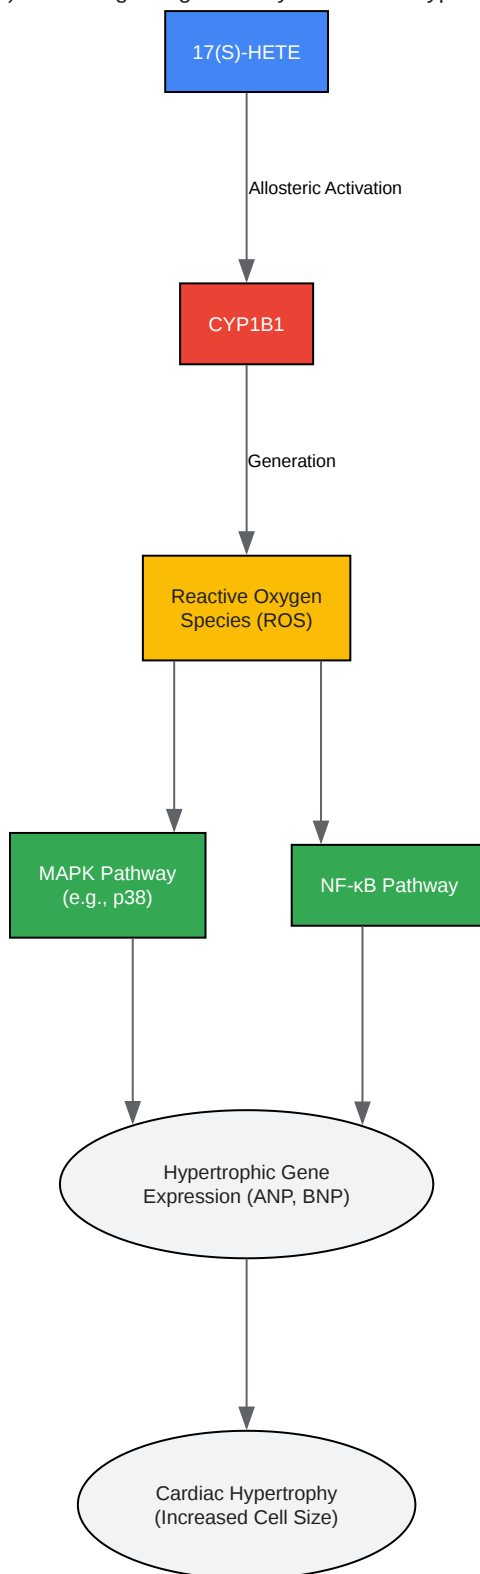 17(S)-HETE
Allosteric Activation
CYP1B1
Generation
Reactive Oxygen
Species (ROS)
MAPK Pathway
(e.g., p38)
NF-κB Pathway
Hypertrophic Gene
Expression (ANP, BNP)
Cardiac Hypertrophy
(Increased Cell Size)